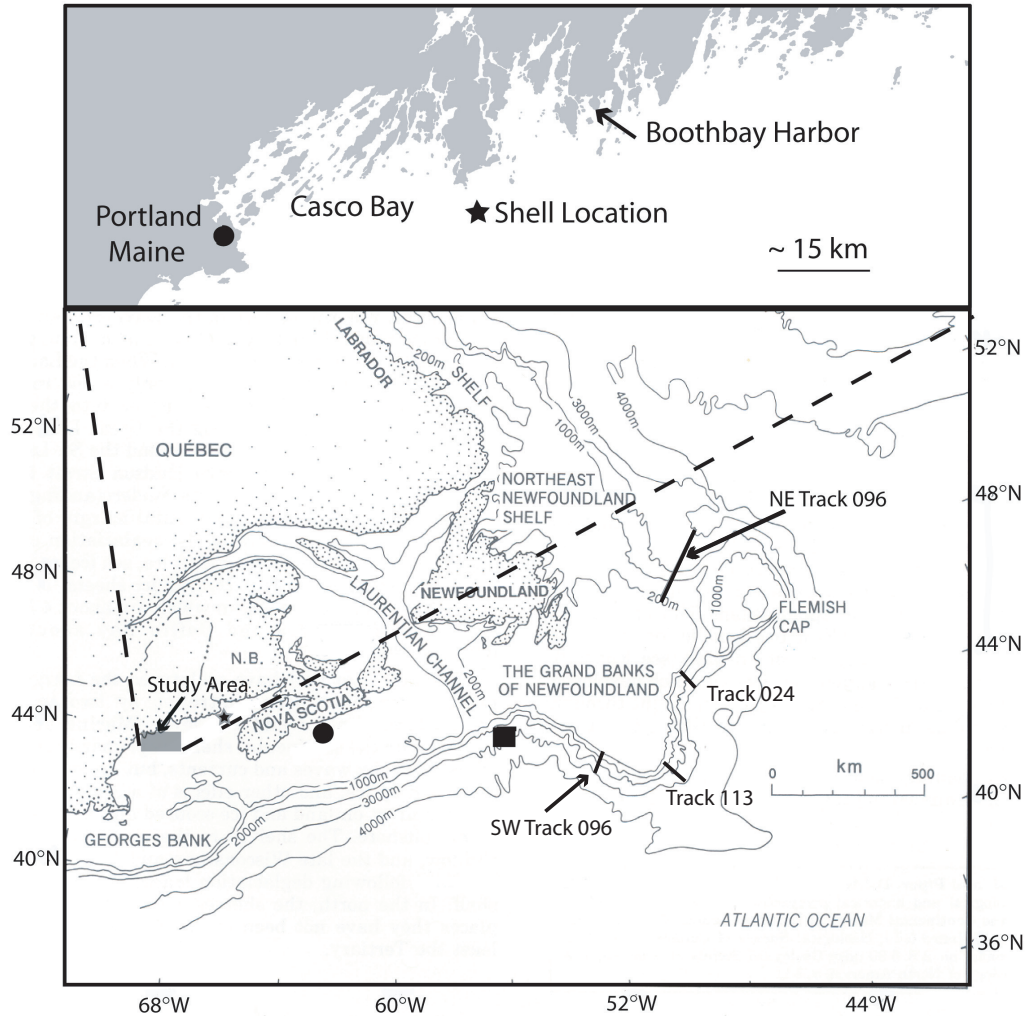 Boothbay Harbor
Casco Bay
Shell Location
Portland
Maine
~ 15 km
LABRADOR
200m
SHELF
3000m
1000m
4000m
52°N
52°N
QUÉBEC
NORTHEAST
NEWFOUNDLAND
SHELF
48°N
NE Track 096
48°N
LAURENTIAN CHANNEL
NEWFOUNDLAND
200m
1000m
FLEMISH
CAP
N.B.
44°N
THE GRAND BANKS
OF NEWFOUNDLAND
200m
Study Area
Track 024
NOVA SCOTIA
44°N
km
0 500
1000m
3000m
Track 113
40°N
2000m
4000m
SW Track 096
GEORGES BANK
40°N
ATLANTIC OCEAN
36°N
68°W
60°W
52°W
44°W